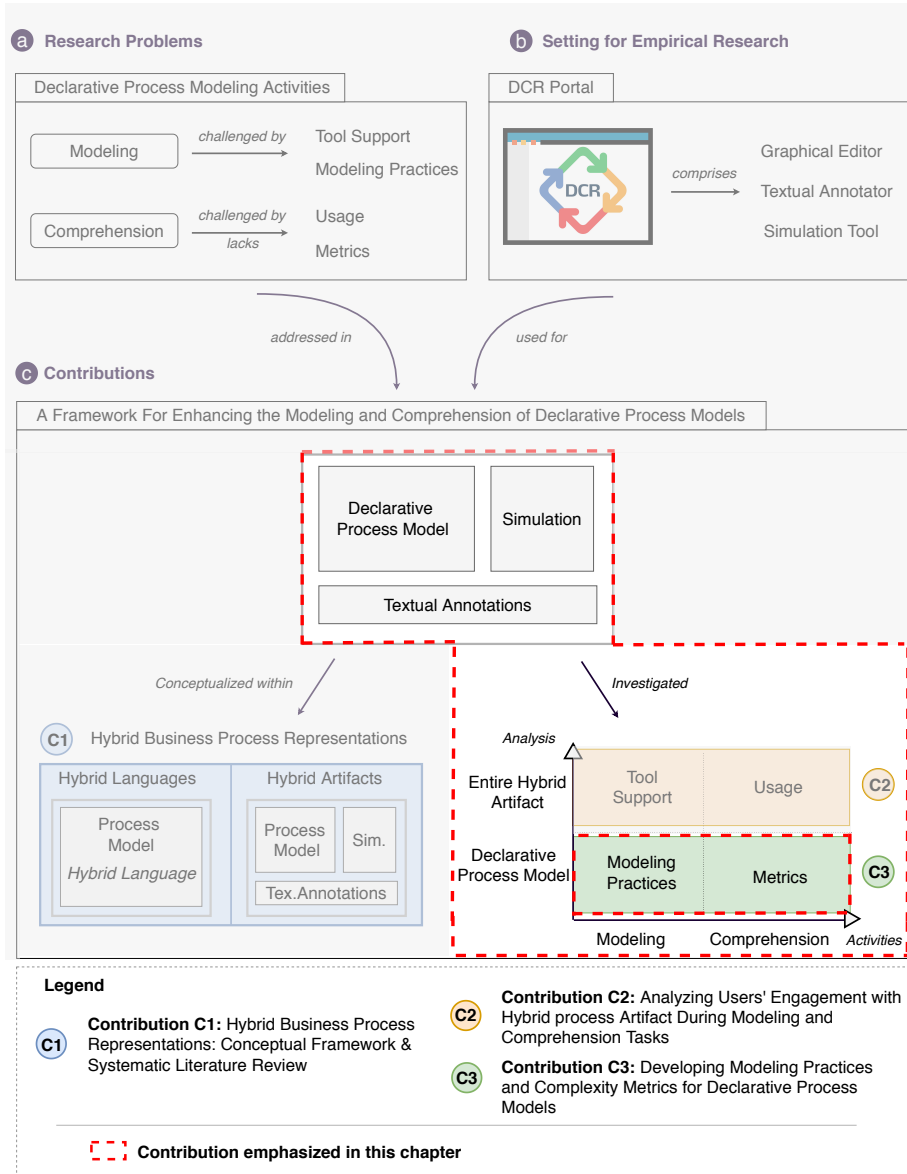 a Research Problems
b Setting for Empirical Research
Declarative Process Modeling Activities
Modeling
challenged by
Tool Support
Modeling Practices
Comprehension
challenged by
lacks
Usage
Metrics
DCR Portal
DCR
comprises
Graphical Editor
Textual Annotator
Simulation Tool
addressed in
used for
c Contributions
A Framework For Enhancing the Modeling and Comprehension of Declarative Process Models
Declarative
Process Model
Simulation
Textual Annotations
Conceptualized within
Investigated
C1 Hybrid Business Process Representations
Hybrid Languages
Process
Model
Hybrid Language
Hybrid Artifacts
Process
Model
Sim.
Tex.Annotations
Analysis
Entire Hybrid
Artifact
Tool
Support
Usage
C2
Declarative
Process Model
Modeling
Practices
Metrics
C3
Modeling
Comprehension
Activities
Legend
C1
Contribution C1: Hybrid Business Process
Representations: Conceptual Framework &
Systematic Literature Review
C2
Contribution C2: Analyzing Users' Engagement with
Hybrid process Artifact During Modeling and
Comprehension Tasks
C3
Contribution C3: Developing Modeling Practices
and Complexity Metrics for Declarative Process
Models
Contribution emphasized in this chapter